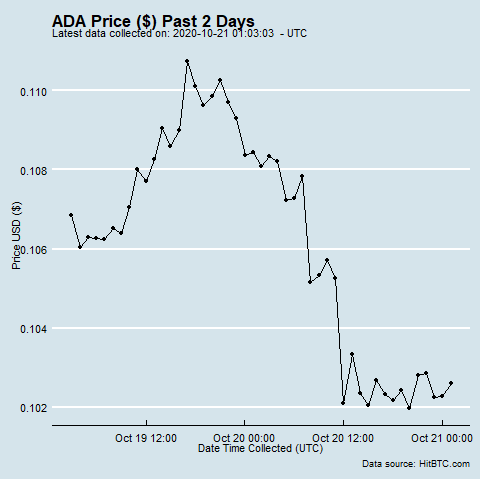 ADA Price ($) Past 2 Days
Latest data collected on: 2020-10-21 01:03:03  - UTC
0.110
0.108
0.106
0.104
0.102
Price USD ($)
Oct 19 12:00
Oct 20 00:00
Oct 20 12:00
Oct 21 00:00
Date Time Collected (UTC)
Data source: HitBTC.com